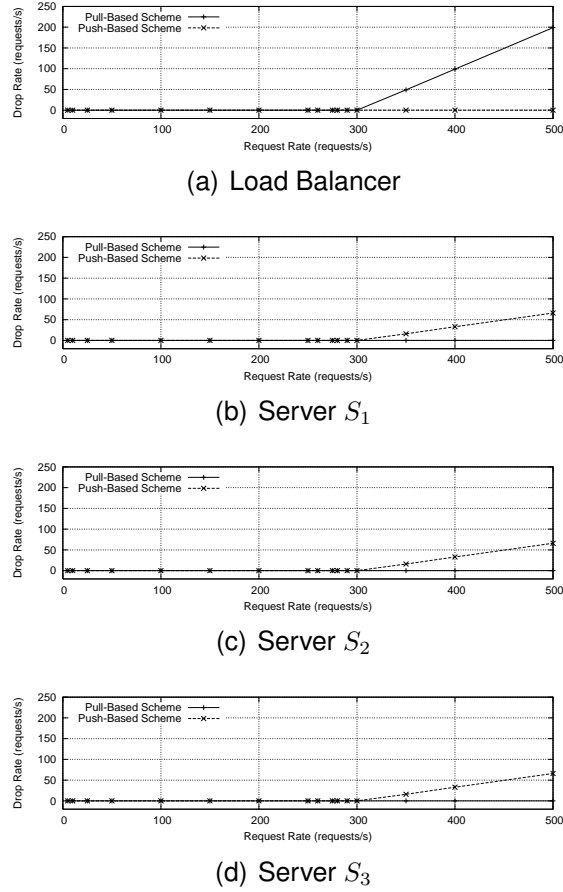 250
Pull-Based Scheme
200
Push-Based Scheme
150
100
50
0
Drop Rate (requests/s)
0 100 200 300 400 500
Request Rate (requests/s)
(a) Load Balancer
250
Pull-Based Scheme
200
Push-Based Scheme
150
100
50
0
Drop Rate (requests/s)
0 100 200 300 400 500
Request Rate (requests/s)
(b) Server S1
250
Pull-Based Scheme
200
Push-Based Scheme
150
100
50
0
Drop Rate (requests/s)
0 100 200 300 400 500
Request Rate (requests/s)
(c) Server S2
250
Pull-Based Scheme
200
Push-Based Scheme
150
100
50
0
Drop Rate (requests/s)
0 100 200 300 400 500
Request Rate (requests/s)
(d) Server S3